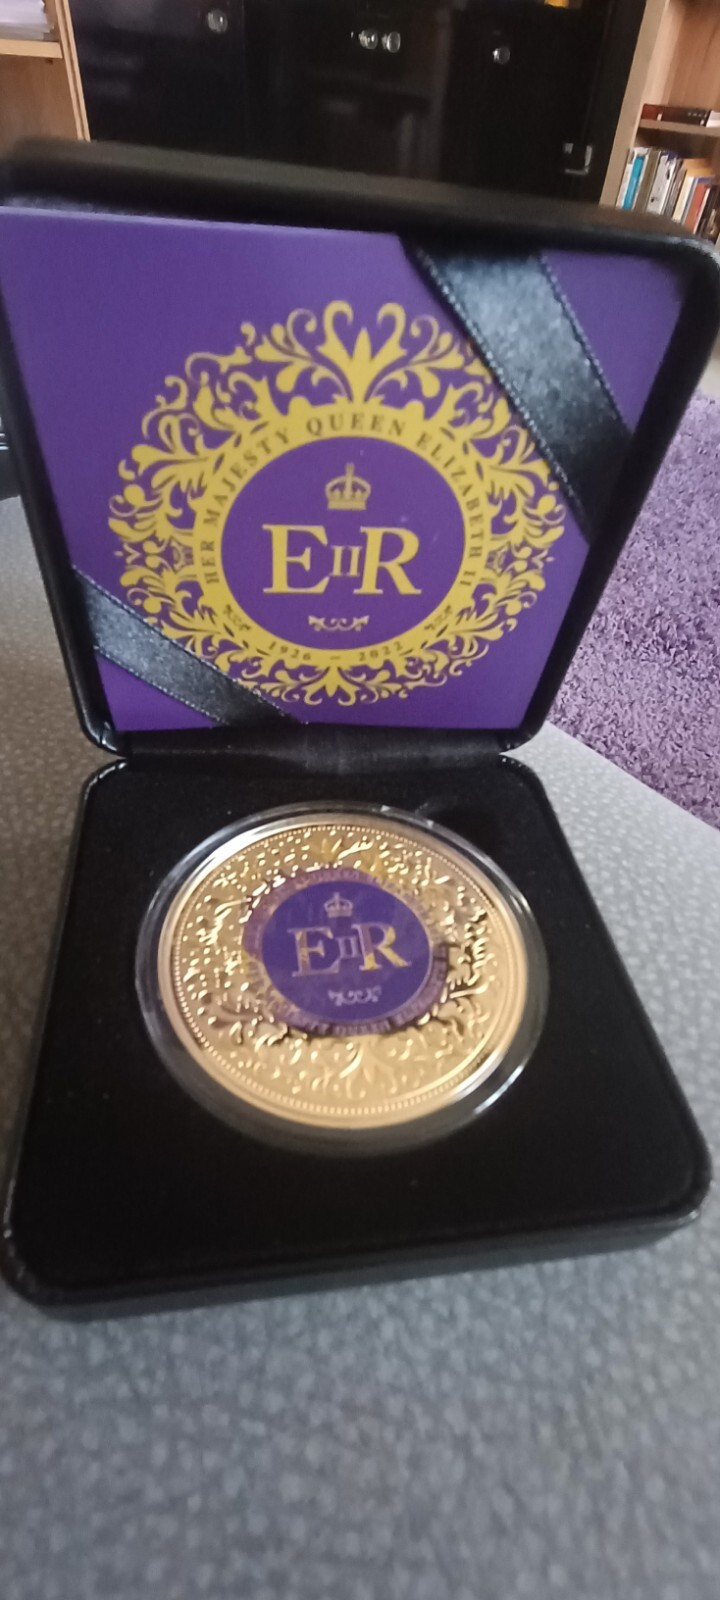 HER MAJESTY QUEEN ELIZABETH II
EIIR
1926 – 2022
EIIR